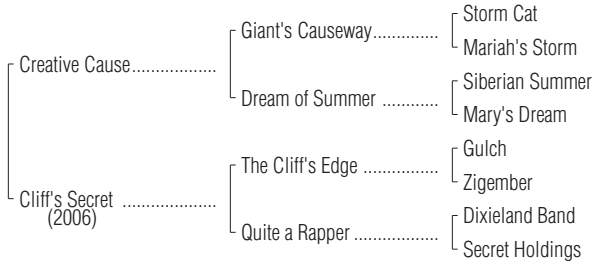 Storm Cat
Giant's Causeway..............
Mariah's Storm
Creative Cause..................
Siberian Summer
Dream of Summer ............
Mary's Dream
Gulch
The Cliff's Edge ................
Zigember
Cliff's Secret ....................
(2006)
Dixieland Band
Quite a Rapper ..................
Secret Holdings